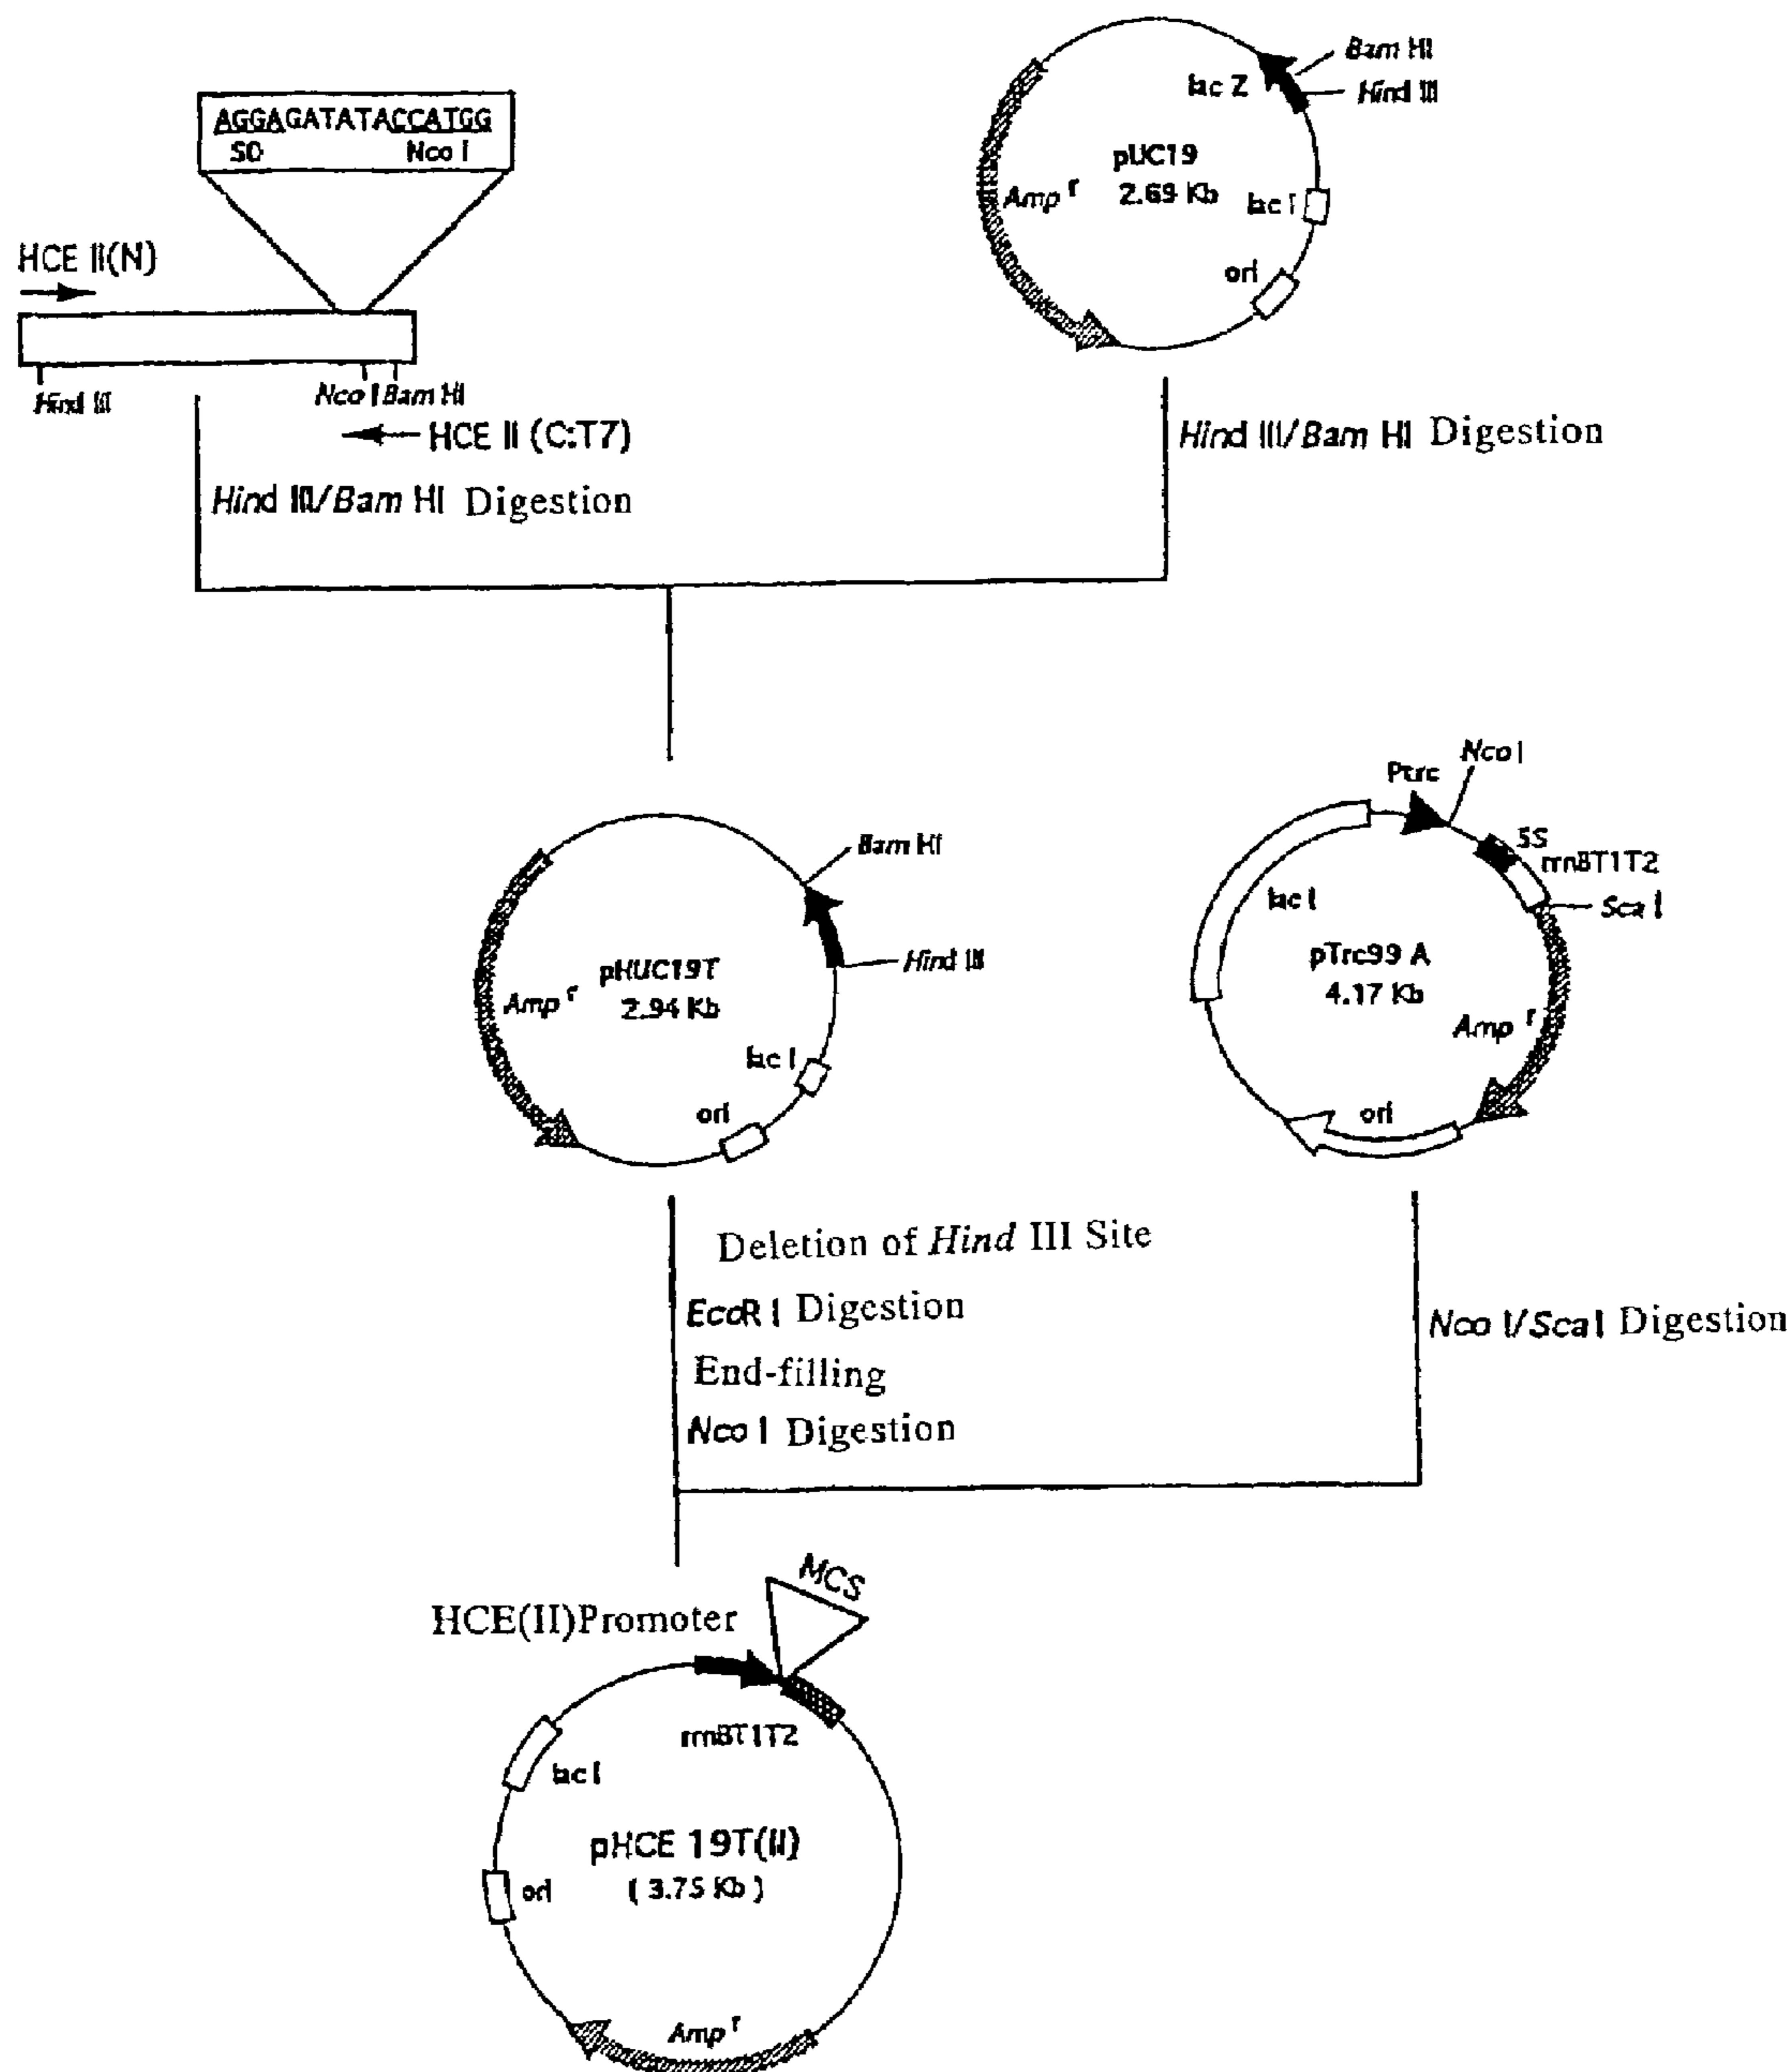 AGGAGATATACCATGG
SD
Nco I
HCE II(N)
Hind III
Nco I
Bam HI
HCE II (C:T7)
Hind III/Bam HI Digestion
Bam HI
Hind III
lac Z
pUC19
2.69 Kb
Amp r
lac I
ori
Hind III/Bam HI Digestion
Bam HI
Hind III
pHUC19T
2.94 Kb
Amp r
lac I
ori
Ptrc
Nco I
5S
rrnBT1T2
Sca I
lac I
pTrc99 A
4.17 Kb
Amp r
ori
Deletion of Hind III Site
EcoR I Digestion
End-filling
Nco I Digestion
Nco I/Sca I Digestion
MCS
HCE(II)Promoter
rrnBT1T2
lac I
pHCE 19T(II)
( 3.75 Kb )
ori
Amp r